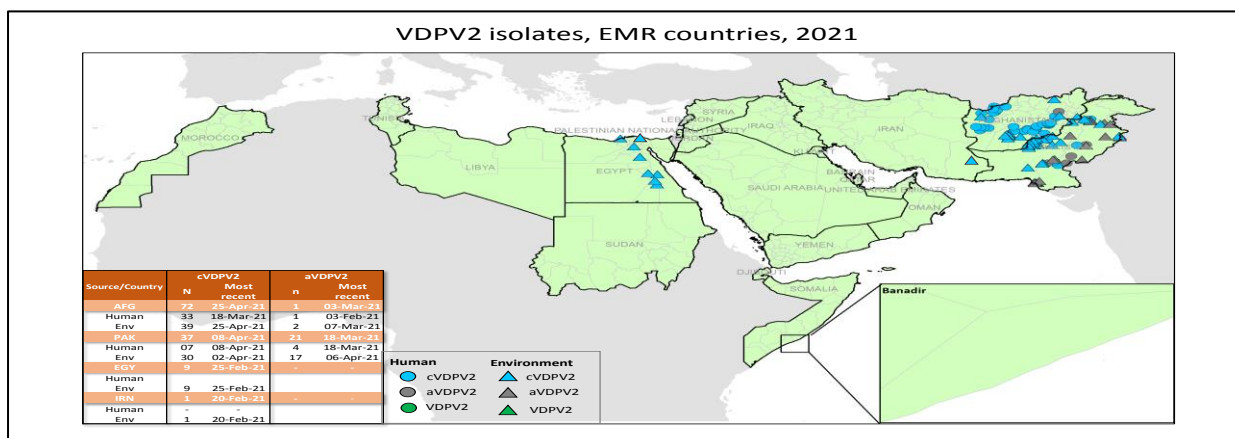 VDPV2 isolates, EMR countries, 2021
MOROCCO
LIBYA
EGYPT
SUDAN
SYRIA
LEBANON
PALESTINIAN NATIONAL AUTHORITY
IRAQ
IRAN
KUWAIT
BAHRAIN
QATAR
SAUDI ARABIA
UNITED ARAB EMIRATES
OMAN
YEMEN
DJIBOUTI
SOMALIA
Banadir
Source/Country cVDPV2 aVDPV2
N Most recent n Most recent
AFG 72 25-Apr-21 1 03-Mar-21
Human 33 18-Mar-21 1 03-Feb-21
Env 39 25-Apr-21 2 07-Mar-21
PAK 37 08-Apr-21 21 18-Mar-21
Human 07 08-Apr-21 4 18-Mar-21
Env 30 02-Apr-21 17 06-Apr-21
EGY 9 25-Feb-21 - -
Human
Env 9 25-Feb-21
IRN 1 20-Feb-21 - -
Human - -
Env 1 20-Feb-21
Human Environment
cVDPV2 cVDPV2
aVDPV2 aVDPV2
VDPV2 VDPV2